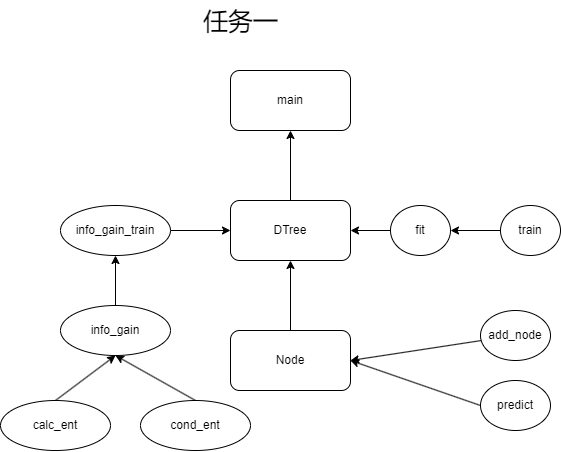 任务一
main
info_gain_train
DTree
fit
train
info_gain
Node
add_node
predict
calc_ent
cond_ent